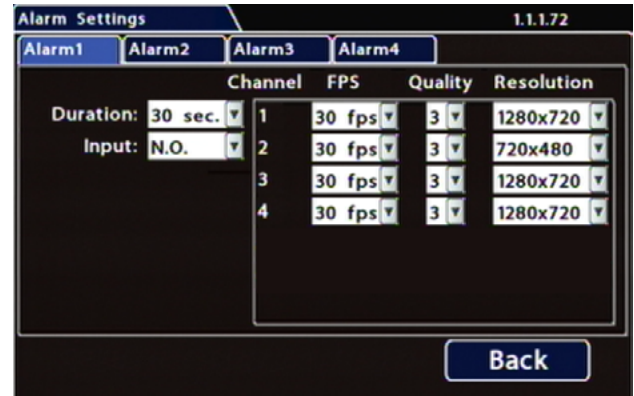 Alarm Settings 1.1.1.72
Alarm1 Alarm2 Alarm3 Alarm4
Channel FPS Quality Resolution
Duration: 30 sec. 1 30 fps 3 1280x720
Input: N.O. 2 30 fps 3 720x480
3 30 fps 3 1280x720
4 30 fps 3 1280x720
Back